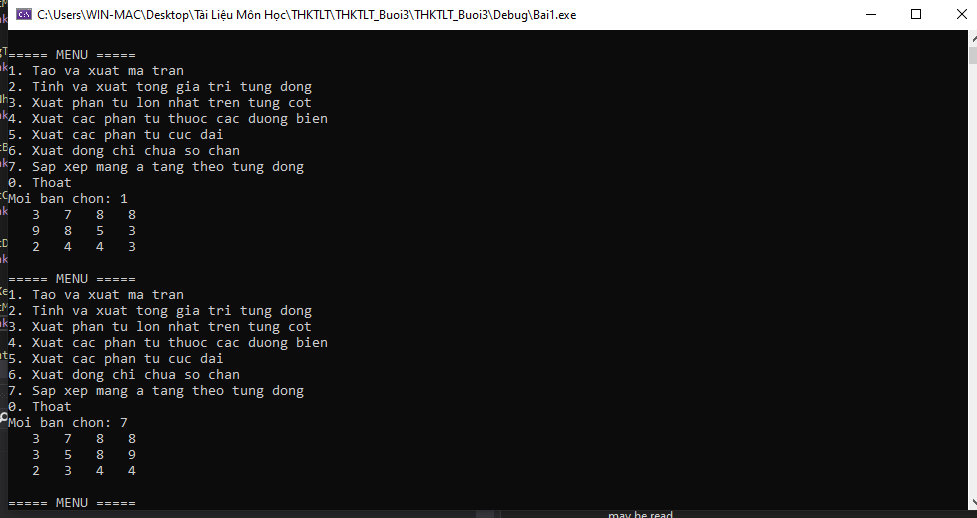 C:\Users\WIN-MAC\Desktop\Tài Liệu Môn Học\THKTLT\THKTLT_Buoi3\THKTLT_Buoi3\Debug\Bai1.exe
===== MENU =====
1. Tao va xuat ma tran
2. Tinh va xuat tong gia tri tung dong
3. Xuat phan tu lon nhat tren tung cot
4. Xuat cac phan tu thuoc cac duong bien
5. Xuat cac phan tu cuc dai
6. Xuat dong chi chua so chan
7. Sap xep mang a tang theo tung dong
0. Thoat
Moi ban chon: 1
3 7 8 8
9 8 5 3
2 4 4 3
===== MENU =====
1. Tao va xuat ma tran
2. Tinh va xuat tong gia tri tung dong
3. Xuat phan tu lon nhat tren tung cot
4. Xuat cac phan tu thuoc cac duong bien
5. Xuat cac phan tu cuc dai
6. Xuat dong chi chua so chan
7. Sap xep mang a tang theo tung dong
0. Thoat
Moi ban chon: 7
3 7 8 8
3 5 8 9
2 3 4 4
===== MENU =====
may be read